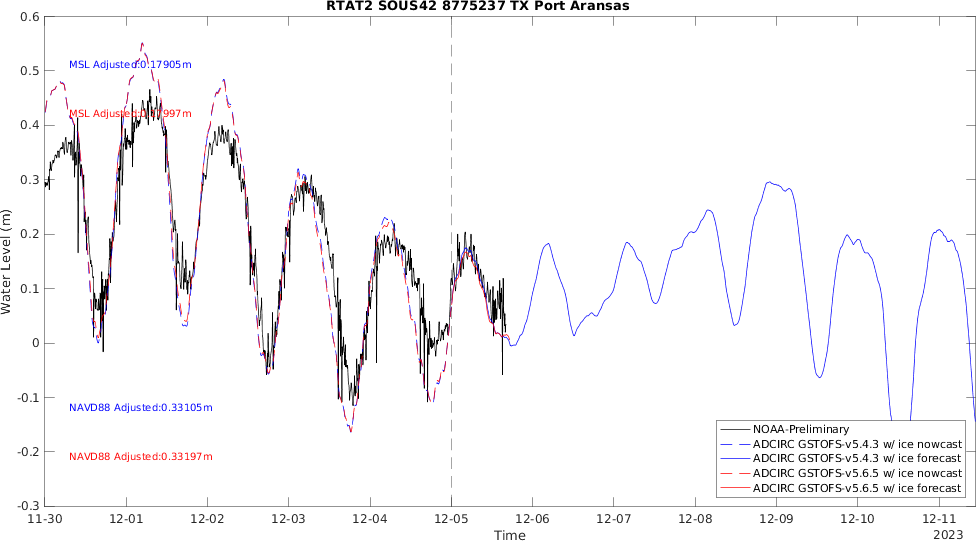 RTAT2 SOUS42 8775237 TX Port Aransas
0.6
0.5
0.4
0.3
0.2
0.1
0
-0.1
-0.2
-0.3
Water Level (m)
MSL Adjusted:0.17905m
MSL Adjusted:0.17997m
NAVD88 Adjusted:0.33105m
NAVD88 Adjusted:0.33197m
NOAA-Preliminary
ADCIRC GSTOFS-v5.4.3 w/ ice nowcast
ADCIRC GSTOFS-v5.4.3 w/ ice forecast
ADCIRC GSTOFS-v5.6.5 w/ ice nowcast
ADCIRC GSTOFS-v5.6.5 w/ ice forecast
11-30 12-01 12-02 12-03 12-04 12-05 12-06 12-07 12-08 12-09 12-10 12-11
Time
2023